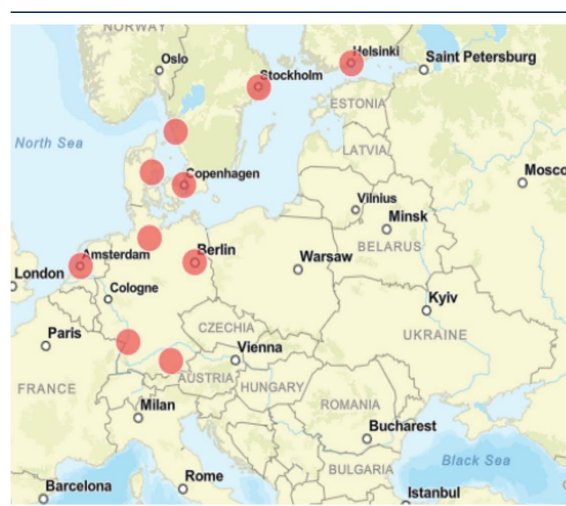 NORWAY
Oslo
Helsinki
Saint Petersburg
Stockholm
ESTONIA
North Sea
LATVIA
Copenhagen
Mosco
Vilnius
Minsk
BELARUS
Amsterdam
Berlin
Warsaw
London
Cologne
Kyiv
Paris
CZECHIA
UKRAINE
Vienna
AUSTRIA
FRANCE
HUNGARY
Milan
ROMANIA
Bucharest
Black Sea
BULGARIA
Rome
Barcelona
Istanbul